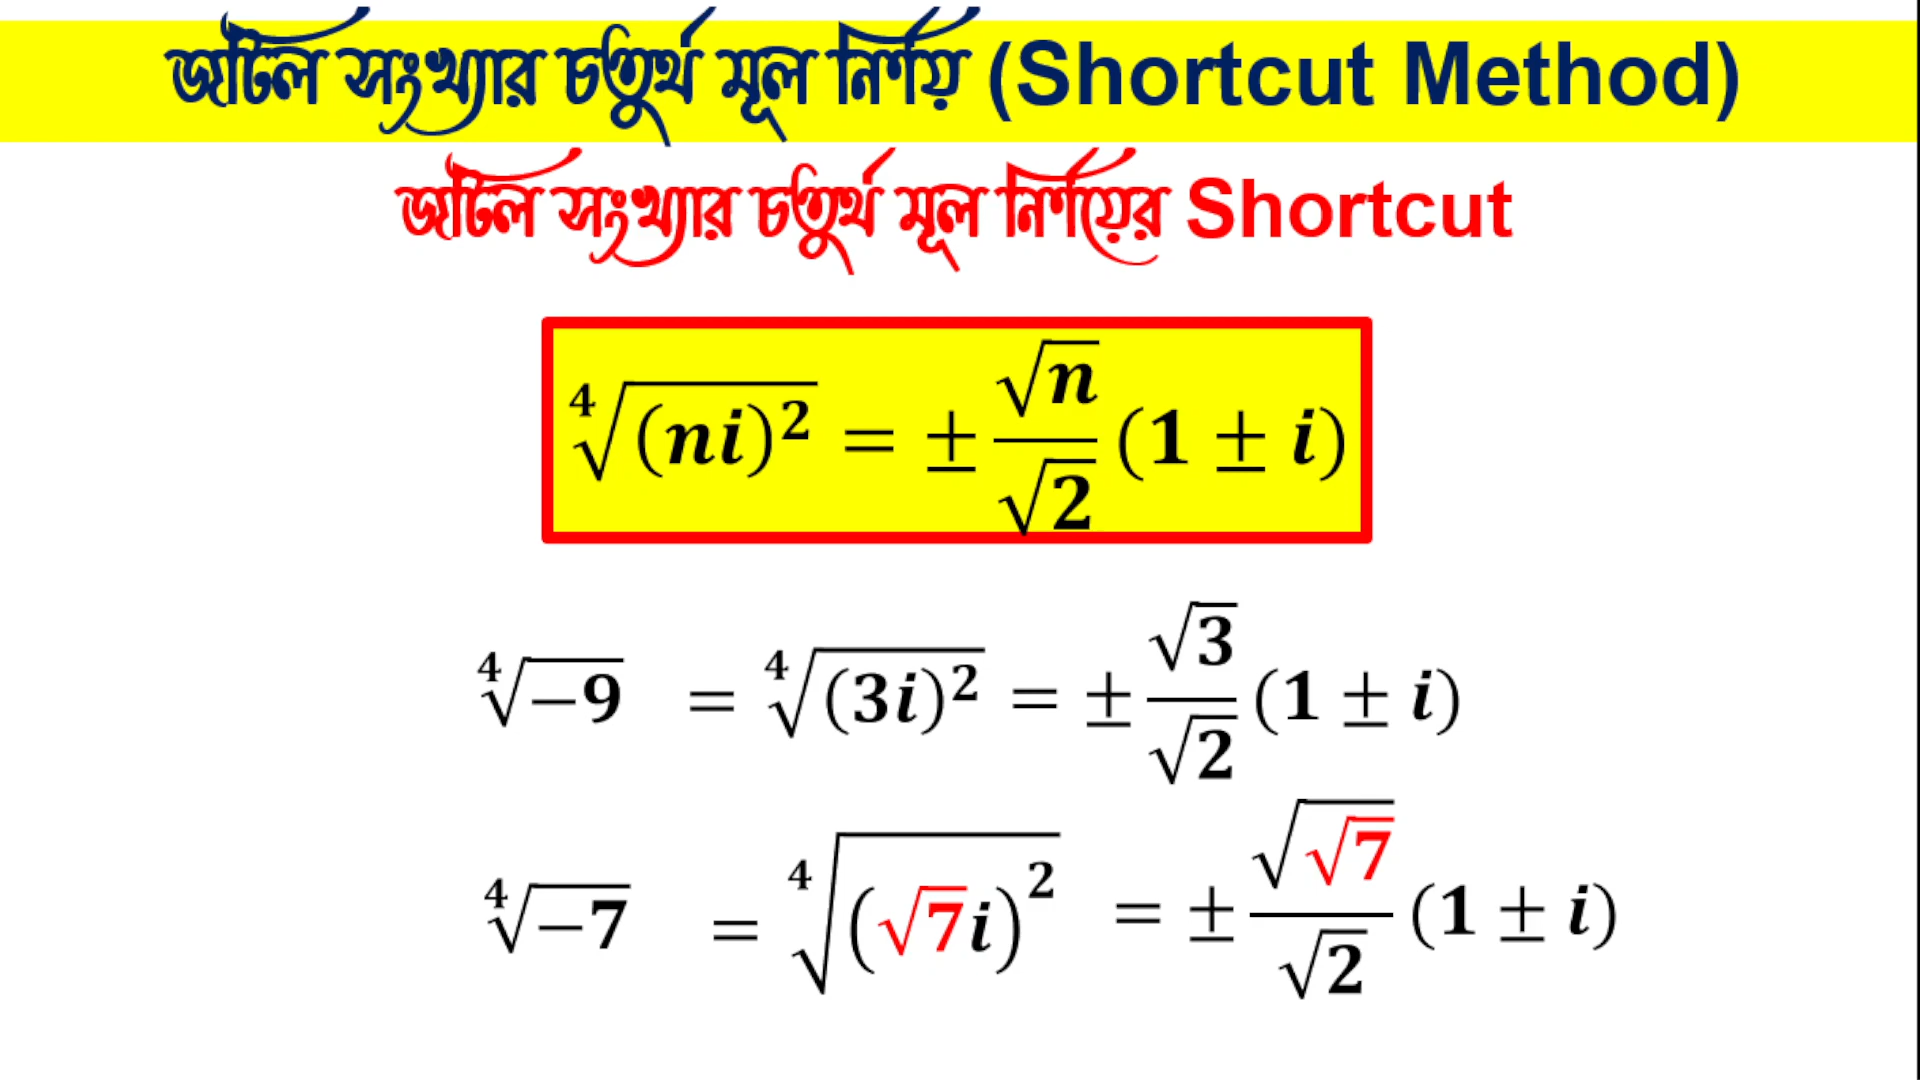 জটিল সংখ্যার চতুর্থ মূল নির্ণয় (Shortcut Method)
জটিল সংখ্যার চতুর্থ মূল নির্ণয়ের Shortcut
∜(ni)² = ± √n/√2 (1 ± i)
∜−9 = ∜(3i)² = ± √3/√2 (1 ± i)
∜−7 = ∜(√7i)² = ± √√7/√2 (1 ± i)